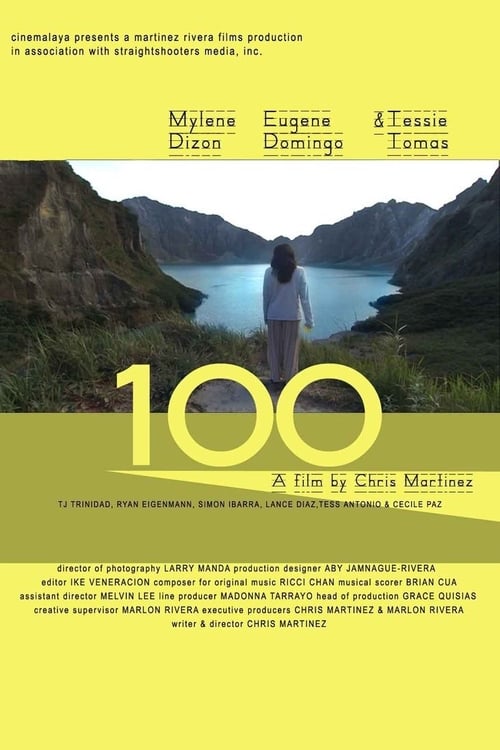 cinemalaya presents a martinez rivera films production
in association with straightshooters media, inc.
Mylene Eugene & Tessie
Dizon Domingo Tomas
100
A film by Chris Martinez
TJ TRINIDAD, RYAN EIGENMANN, SIMON IBARRA, LANCE DIAZ,TESS ANTONIO & CECILE PAZ
director of photography LARRY MANDA production designer ABY JAMNAGUE-RIVERA
editor IKE VENERACION composer for original music RICCI CHAN musical scorer BRIAN CUA
assistant director MELVIN LEE line producer MADONNA TARRAYO head of production GRACE QUISIAS
creative supervisor MARLON RIVERA executive producers CHRIS MARTINEZ & MARLON RIVERA
writer & director CHRIS MARTINEZ